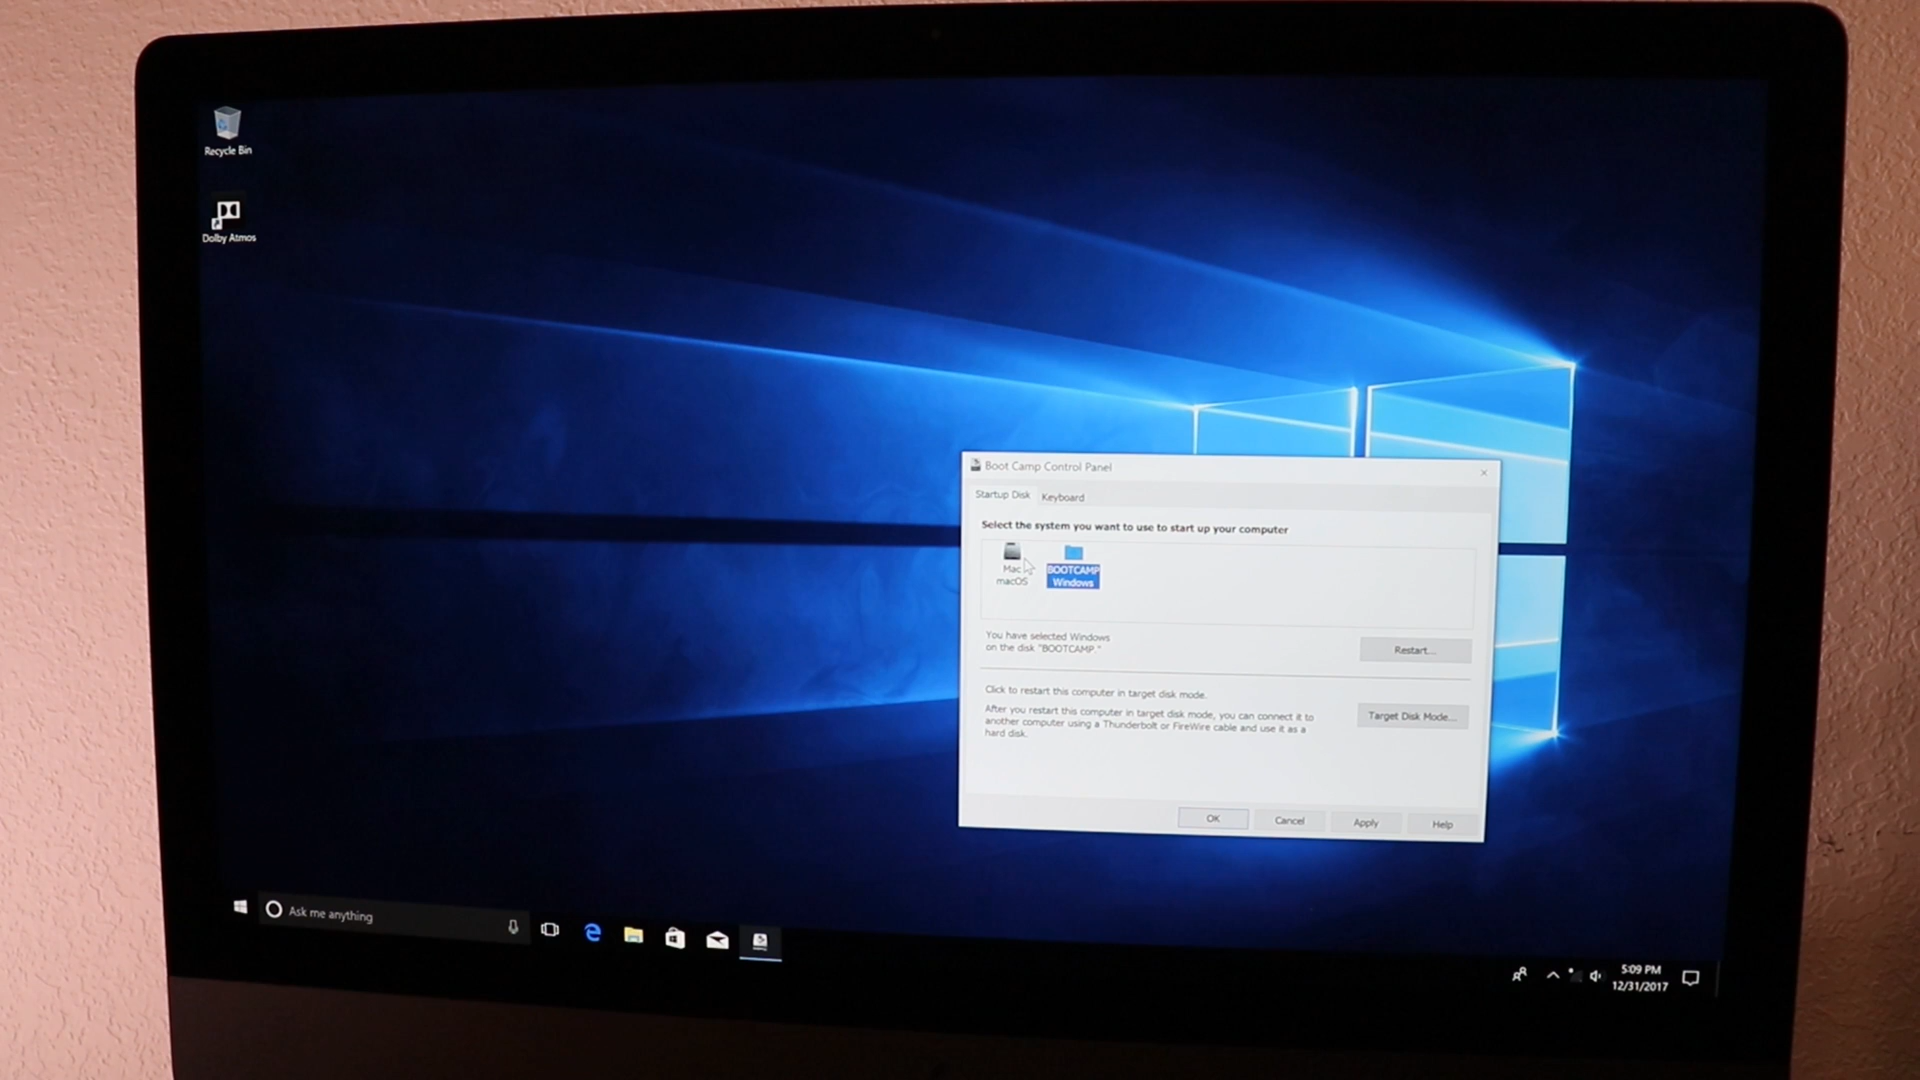 Recycle Bin
Dolby Atmos
Boot Camp Control Panel
Startup Disk
Keyboard
Select the system you want to use to start up your computer
Mac
macOS
BOOTCAMP
Windows
You have selected Windows
on the disk "BOOTCAMP."
Restart...
Click to restart this computer in target disk mode.
After you restart this computer in target disk mode, you can connect it to
another computer using a Thunderbolt or FireWire cable and use it as a
hard disk.
Target Disk Mode...
OK
Cancel
Apply
Help
Ask me anything
5:09 PM
12/31/2017